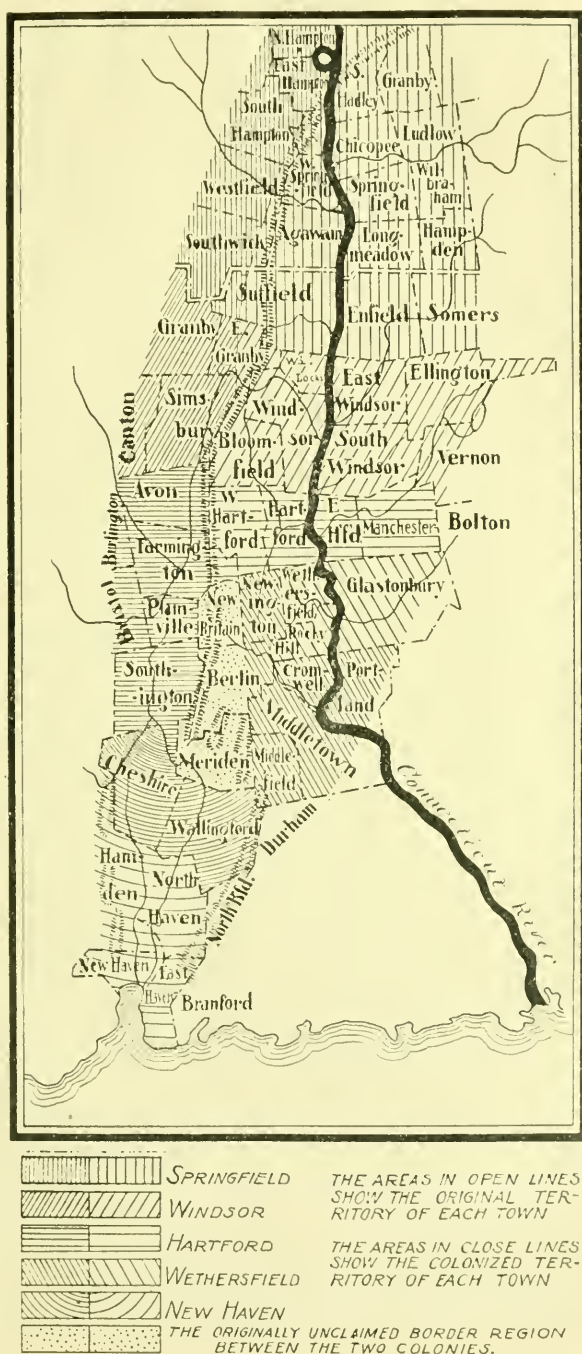 N. Hampton
East
Hampton
S.
Hadley
Granby
South
Hampton
Ludlow
Chicopee
W.
Spring
field
Westfield
Spring-
field
Wil-
bra-
ham
Southwick
Agawam
Long-
meadow
Hamp-
den
Suffield
Enfield
Somers
Granby
E.
Granby
W.
Locks
East
Windsor
Ellington
Sims-
bury
Wind-
sor
Canton
Bloom-
field
South
Windsor
Vernon
Avon
W
Hart-
ford
Hart-
ford
E
Hfd.
Manchester
Bolton
Burlington
Farming
ton
Bristol
Plain-
ville
New
Britain
New
ing
ton
Weth
ers-
field
Rocky
Hill
Glastonbury
South-
-ington
Berlin
Crom-
well
Port-
land
Middletown
Meriden
Middle-
field
Cheshire
Wallingford
Durham
Connecticut River
Ham-
den
North
Haven
North Bfd.
New Haven
East
Haven
Branford
SPRINGFIELD
WINDSOR
HARTFORD
WETHERSFIELD
NEW HAVEN
THE ORIGINALLY UNCLAIMED BORDER REGION
BETWEEN THE TWO COLONIES.
THE AREAS IN OPEN LINES
SHOW THE ORIGINAL TER-
RITORY OF EACH TOWN
THE AREAS IN CLOSE LINES
SHOW THE COLONIZED TER-
RITORY OF EACH TOWN